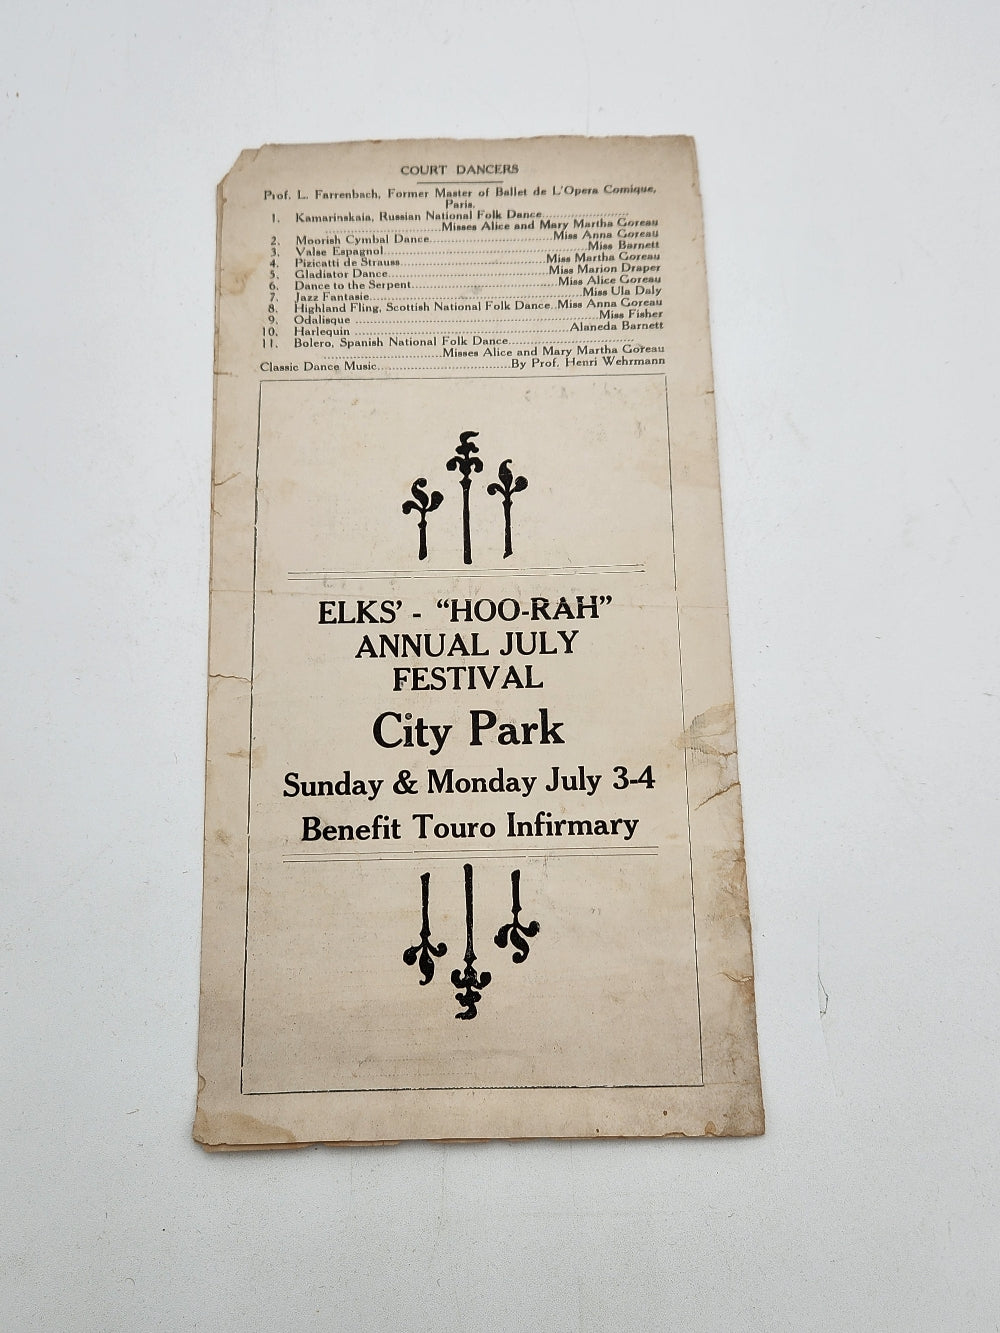 COURT DANCERS
Prof. L. Farrenbach, Former Master of Ballet de L'Opera Comique,
Paris.
1. Kamarinskaia, Russian National Folk Dance......................
..........................Misses Alice and Mary Martha Goreau
2. Moorish Cymbal Dance............................Miss Anna Goreau
3. Valse Espagnol..............................................Miss Barnett
4. Pizicatti de Strauss.................................Miss Martha Goreau
5. Gladiator Dance....................................Miss Marion Draper
6. Dance to the Serpent.................................Miss Alice Goreau
7. Jazz Fantasie..............................................Miss Ula Daly
8. Highland Fling, Scottish National Folk Dance..Miss Anna Goreau
9. Odalisque ....................................................Miss Fisher
10. Harlequin .............................................Alaneda Barnett
11. Bolero, Spanish National Folk Dance..........................
..........................Misses Alice and Mary Martha Goreau
Classic Dance Music.............................By Prof. Henri Wehrmann
ELKS' - "HOO-RAH"
ANNUAL JULY
FESTIVAL
City Park
Sunday & Monday July 3-4
Benefit Touro Infirmary